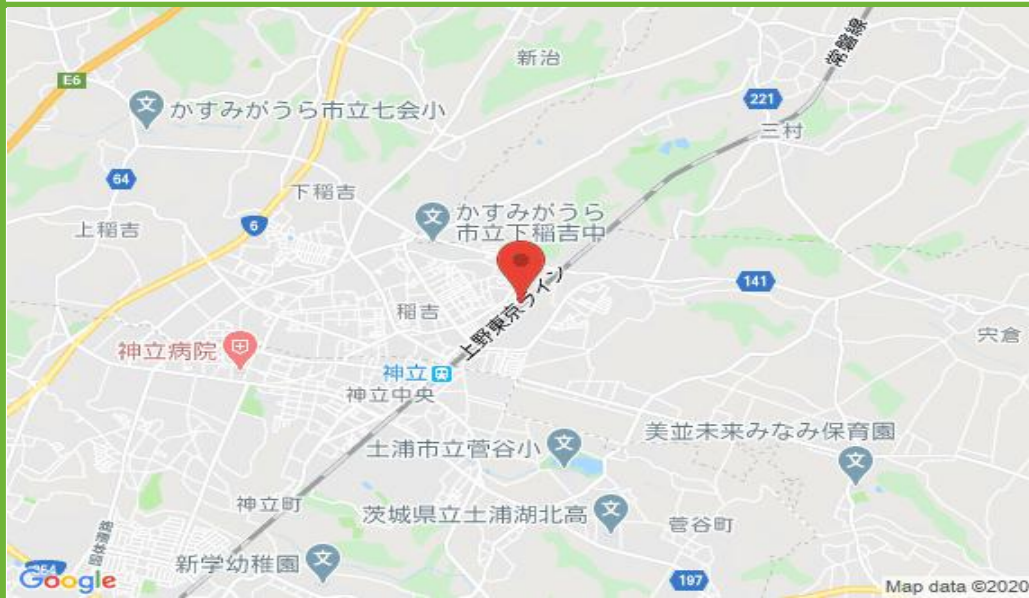 新治
常磐線
E6
かすみがうら市立七会小
221
三村
64
下稲吉
かすみがうら
市立下稲吉中
上稲吉
6
141
上野東京ライン
稲吉
宍倉
神立病院
神立
神立中央
美並未来みなみ保育園
土浦市立菅谷小
神立町
茨城県立土浦湖北高
菅谷町
新学幼稚園
354
197
Google
Map data ©2020